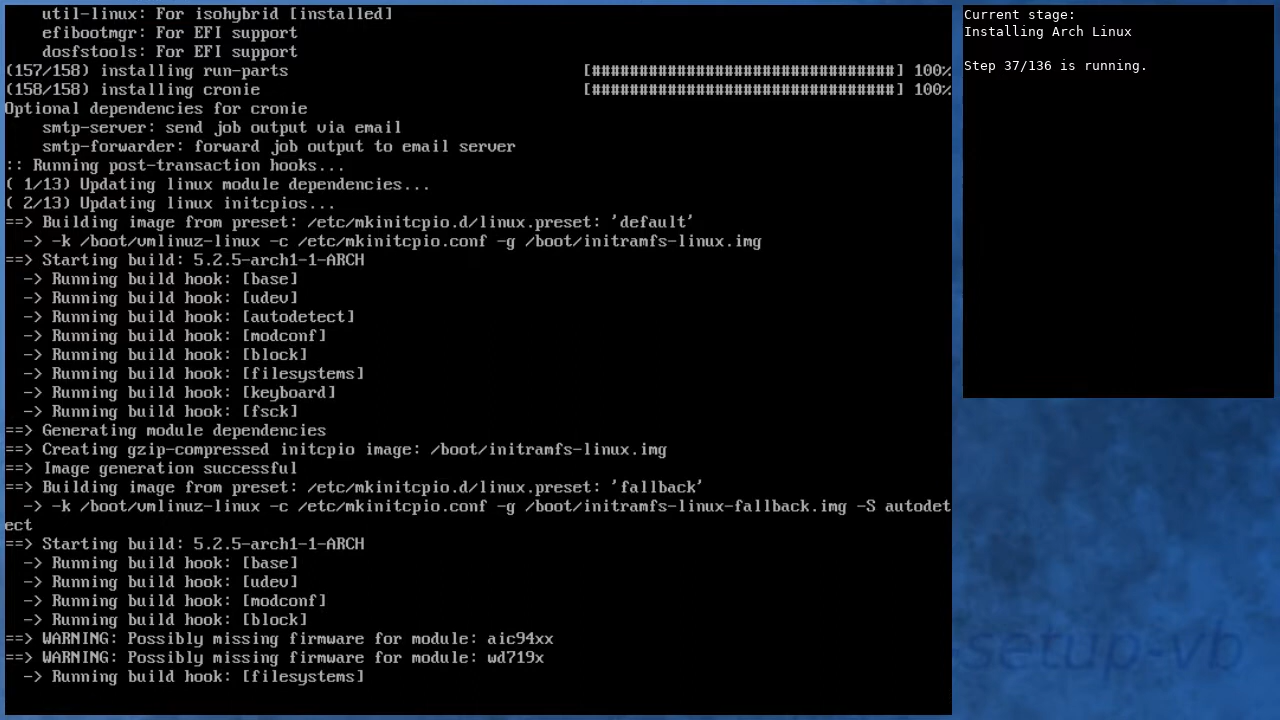 util-linux: For isohybrid [installed]
    efibootmgr: For EFI support
    dosfstools: For EFI support
(157/158) installing run-parts [################################] 100%
(158/158) installing cronie [################################] 100%
Optional dependencies for cronie
    smtp-server: send job output via email
    smtp-forwarder: forward job output to email server
:: Running post-transaction hooks...
( 1/13) Updating linux module dependencies...
( 2/13) Updating linux initcpios...
==> Building image from preset: /etc/mkinitcpio.d/linux.preset: 'default'
  -> -k /boot/vmlinuz-linux -c /etc/mkinitcpio.conf -g /boot/initramfs-linux.img
==> Starting build: 5.2.5-arch1-1-ARCH
  -> Running build hook: [base]
  -> Running build hook: [udev]
  -> Running build hook: [autodetect]
  -> Running build hook: [modconf]
  -> Running build hook: [block]
  -> Running build hook: [filesystems]
  -> Running build hook: [keyboard]
  -> Running build hook: [fsck]
==> Generating module dependencies
==> Creating gzip-compressed initcpio image: /boot/initramfs-linux.img
==> Image generation successful
==> Building image from preset: /etc/mkinitcpio.d/linux.preset: 'fallback'
  -> -k /boot/vmlinuz-linux -c /etc/mkinitcpio.conf -g /boot/initramfs-linux-fallback.img -S autodet
ect
==> Starting build: 5.2.5-arch1-1-ARCH
  -> Running build hook: [base]
  -> Running build hook: [udev]
  -> Running build hook: [modconf]
  -> Running build hook: [block]
==> WARNING: Possibly missing firmware for module: aic94xx
==> WARNING: Possibly missing firmware for module: wd719x
  -> Running build hook: [filesystems]
Current stage:
Installing Arch Linux
Step 37/136 is running.
-setup-vb